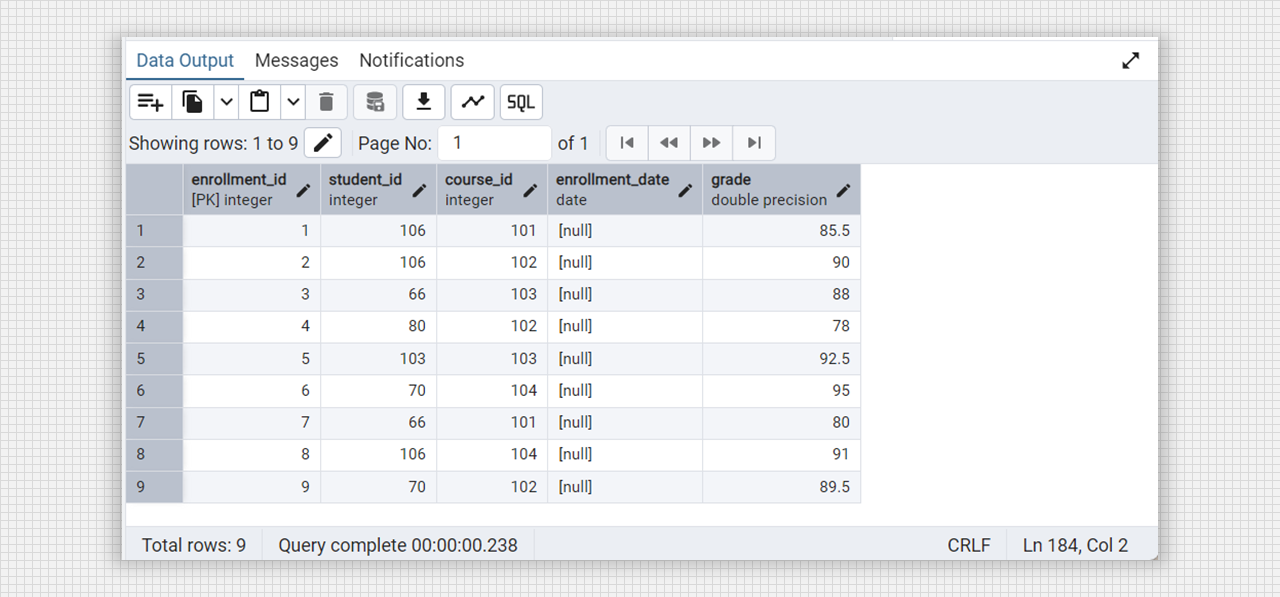 Data Output Messages Notifications
SQL
Showing rows: 1 to 9 Page No: 1 of 1
enrollment_id student_id course_id enrollment_date grade
[PK] integer integer integer date double precision
1 1 106 101 [null] 85.5
2 2 106 102 [null] 90
3 3 66 103 [null] 88
4 4 80 102 [null] 78
5 5 103 103 [null] 92.5
6 6 70 104 [null] 95
7 7 66 101 [null] 80
8 8 106 104 [null] 91
9 9 70 102 [null] 89.5
Total rows: 9 Query complete 00:00:00.238 CRLF Ln 184, Col 2